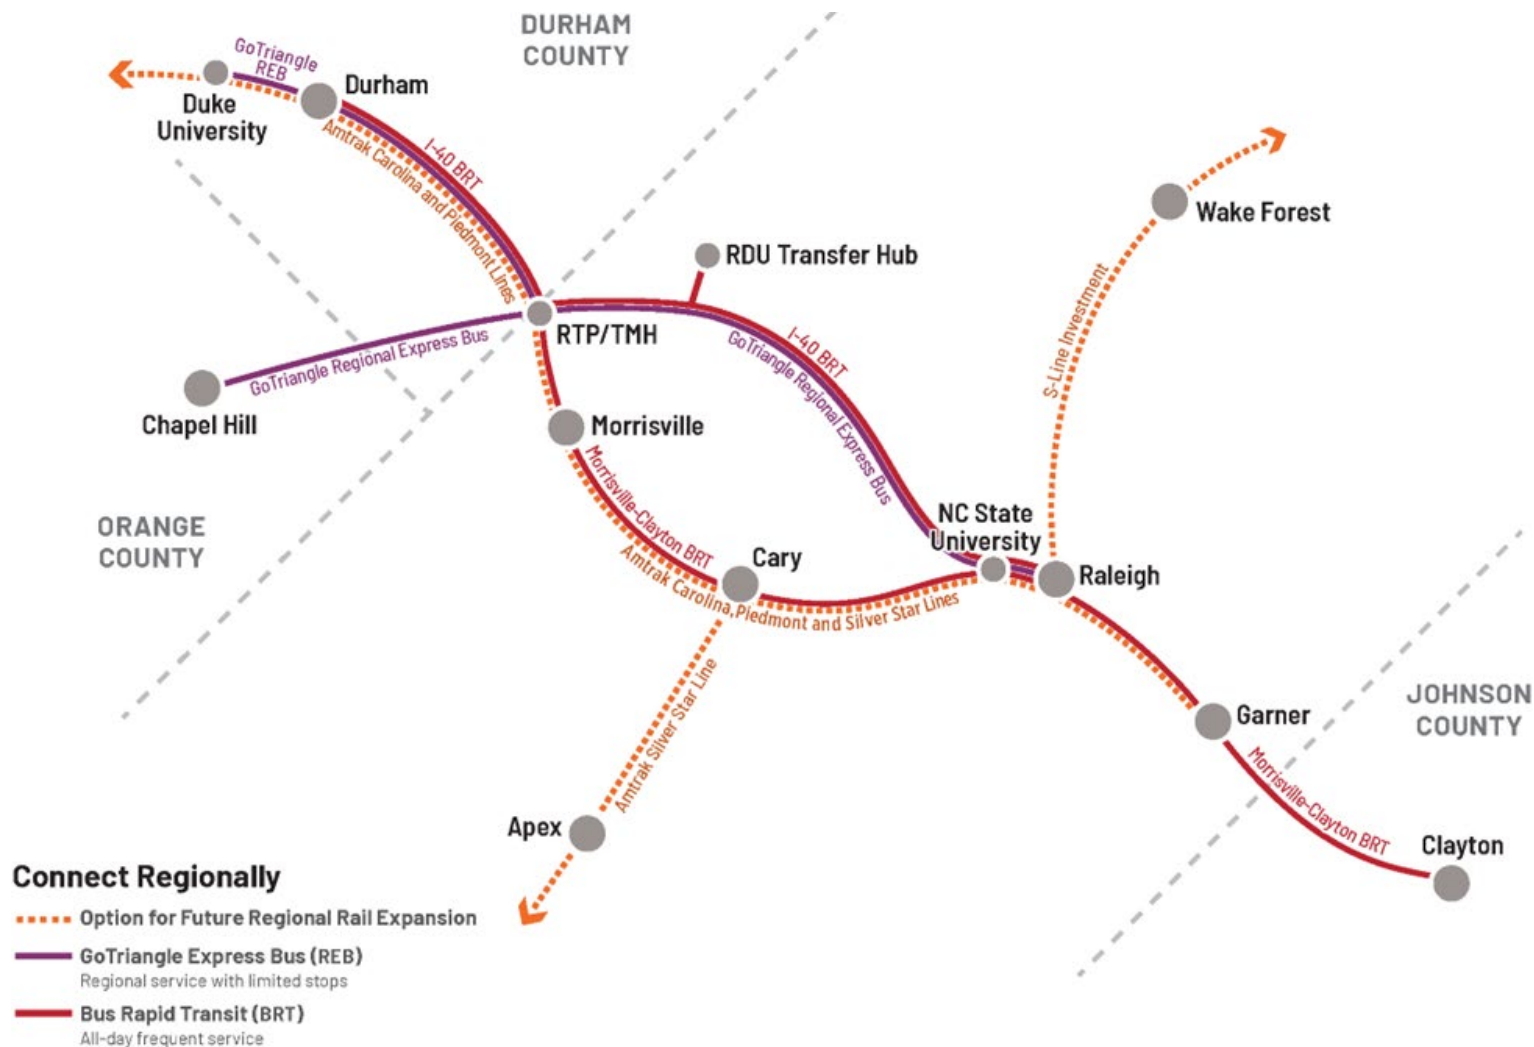 DURHAM
COUNTY
GoTriangle
REB
Duke
University
Durham
I-40 BRT
Amtrak Carolina and Piedmont Lines
Wake Forest
RDU Transfer Hub
S-Line Investment
RTP/TMH
I-40 BRT
GoTriangle Regional Express Bus
GoTriangle Regional Express Bus
Chapel Hill
Morrisville
Morrisville-Clayton BRT
ORANGE
COUNTY
NC State
University
Cary
Raleigh
Amtrak Carolina, Piedmont and Silver Star Lines
Amtrak Silver Star Line
JOHNSON
COUNTY
Garner
Morrisville-Clayton BRT
Apex
Clayton
Connect Regionally
Option for Future Regional Rail Expansion
GoTriangle Express Bus (REB)
Regional service with limited stops
Bus Rapid Transit (BRT)
All-day frequent service